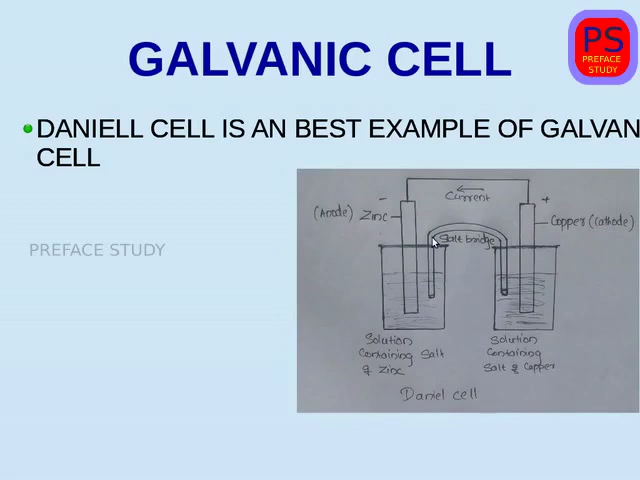 GALVANIC CELL
PS
PREFACE
STUDY
DANIELL CELL IS AN BEST EXAMPLE OF GALVAN
CELL
PREFACE STUDY
- +
Current
(Anode) Zinc
Copper (Cathode)
Salt bridge
Solution
Containing Salt
of Zinc
Solution
Containing
Salt of Copper
Daniel cell